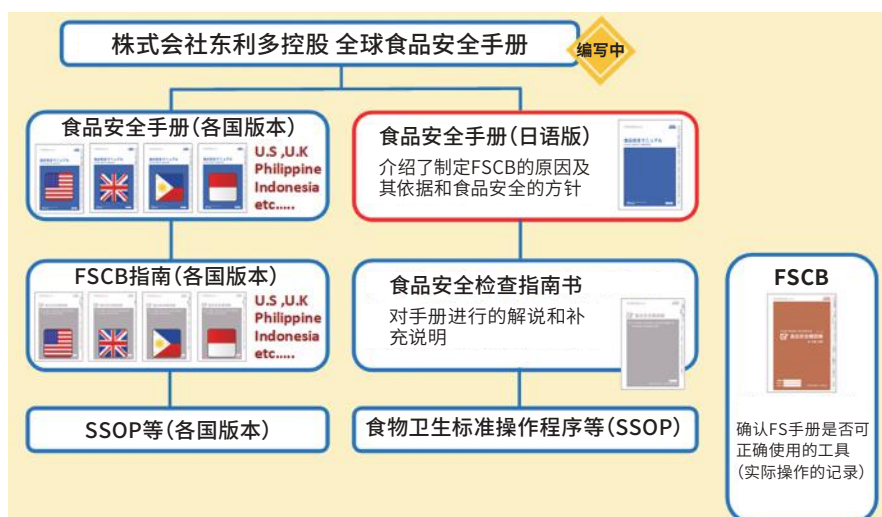 株式会社东利多控股 全球食品安全手册
编写中
食品安全手册(各国版本)
U.S ,U.K
Philippine
Indonesia
etc.....
食品安全手册(日语版)
介绍了制定FSCB的原因及
其依据和食品安全的方针
FSCB指南(各国版本)
U.S ,U.K
Philippine
Indonesia
etc.....
食品安全检查指南书
对手册进行的解说和补
充说明
SSOP等(各国版本)
食物卫生标准操作程序等(SSOP)
FSCB
确认FS手册是否可
正确使用的工具
(实际操作的记录)